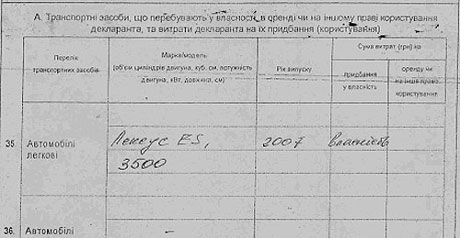 А. Транспортні засоби, що перебувають у власності, в оренді чи на іншому праві користування
декларанта, та витрати декларанта на їх придбання (користування)
Перелік
транспортних засобів
Марка/модель
(об'єм циліндрів двигуна, куб. см, потужність
двигуна, кВт, довжина, см)
Рік випуску
Сума витрат (грн) на
придбання
у власність
оренду чи
на інше право
користування
35. Автомобілі
легкові
Лексус ES,
3500
2007
власність
36. Автомобілі